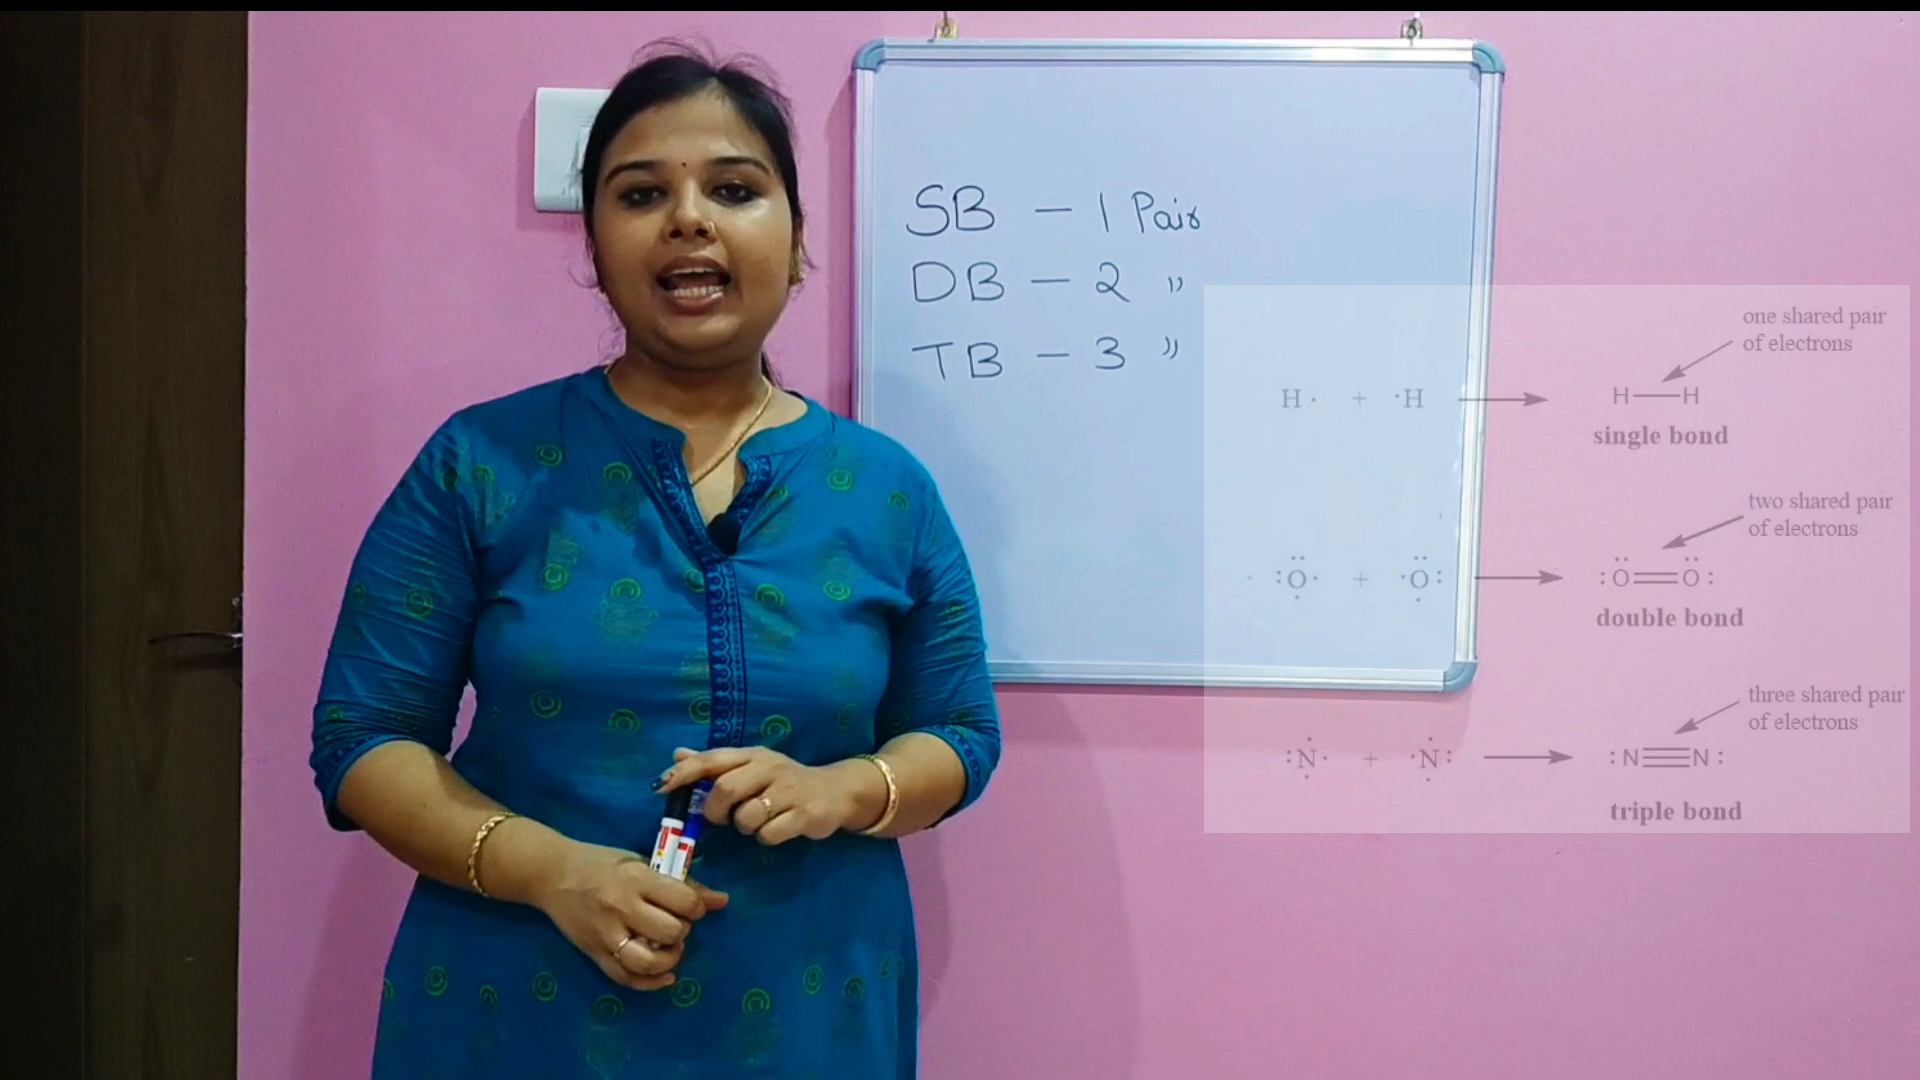 SB – 1 Pair
DB – 2 "
TB – 3 "
one shared pair
of electrons
H· + ·H → H—H
single bond
two shared pair
of electrons
:Ö· + ·Ö: → :Ö=Ö:
double bond
three shared pair
of electrons
:N· + ·N: → :N≡N:
triple bond